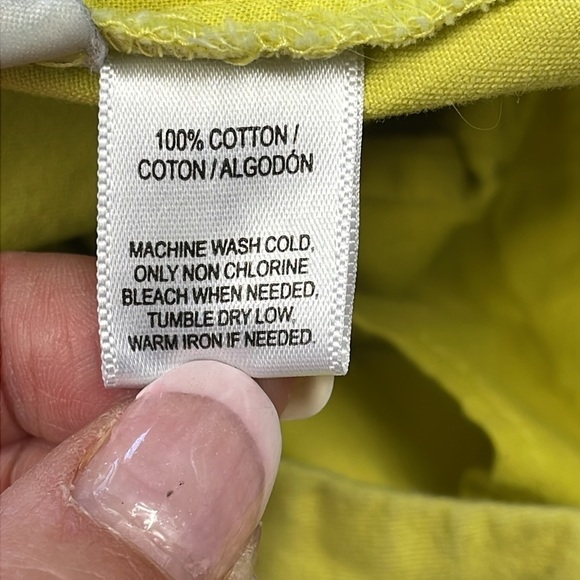 100% COTTON /
COTON / ALGODÓN
MACHINE WASH COLD,
ONLY NON CHLORINE
BLEACH WHEN NEEDED,
TUMBLE DRY LOW,
WARM IRON IF NEEDED.